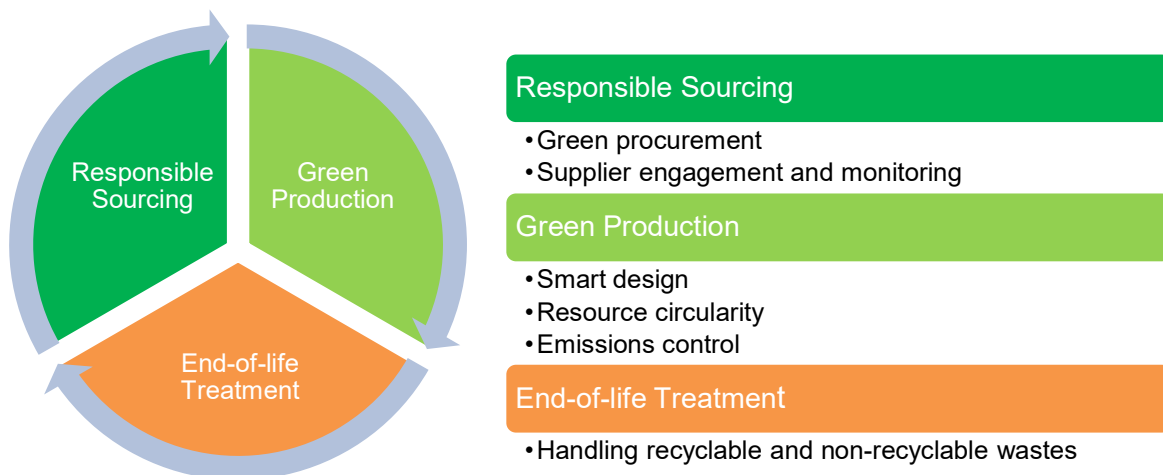 Responsible
Sourcing
Green
Production
End-of-life
Treatment
Responsible Sourcing
•Green procurement
•Supplier engagement and monitoring
Green Production
•Smart design
•Resource circularity
•Emissions control
End-of-life Treatment
•Handling recyclable and non-recyclable wastes